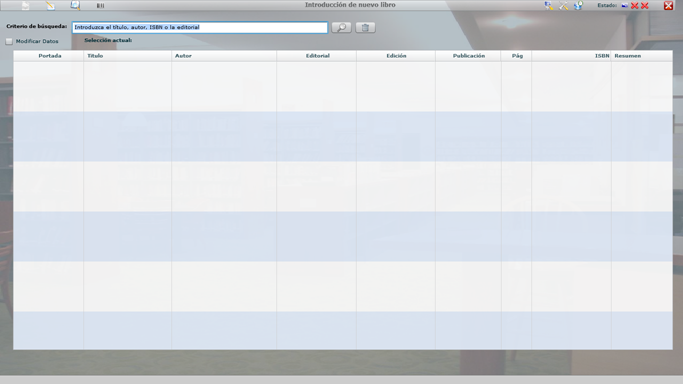 Introducción de nuevo libro
Estado:
Criterio de búsqueda: Introduzca el título, autor, ISBN o la editorial
Modificar Datos Selección actual:
Portada Título Autor Editorial Edición Publicación Pág ISBN Resumen